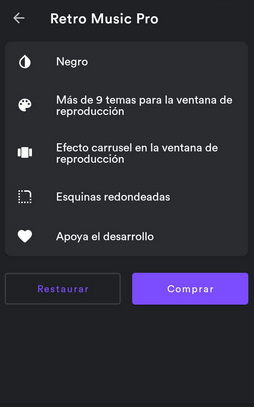 Retro Music Pro
Negro
Más de 9 temas para la ventana de
reproducción
Efecto carrusel en la ventana de
reproducción
Esquinas redondeadas
Apoya el desarrollo
Restaurar
Comprar